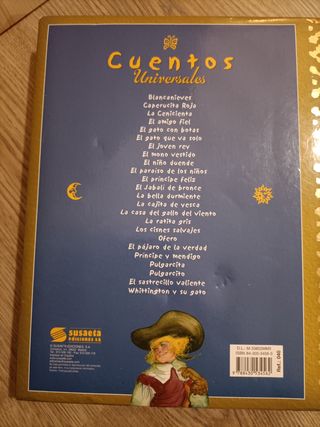 Cuentos
Universales
Blancanieves
Caperucita Roja
La Cenicienta
El amigo fiel
El gato con botas
El gato que va solo
El joven rey
El mono vestido
El niño duende
El paraíso de los niños
El príncipe feliz
El Jabalí de bronce
La bella durmiente
La cajita de yesca
La casa del gallo del viento
La ratita gris
Los cisnes salvajes
Ofero
El pájaro de la verdad
Príncipe y mendigo
Pulgarcita
Pulgarcito
El sastrecillo valiente
Whittington y su gato
susaeta
EDICIONES, S.A.